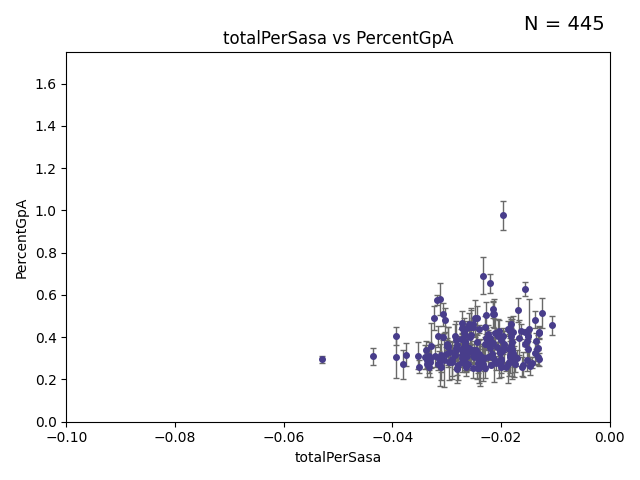 N = 445
totalPerSasa vs PercentGpA
PercentGpA
1.6
1.4
1.2
1.0
0.8
0.6
0.4
0.2
0.0
−0.10 −0.08 −0.06 −0.04 −0.02 0.00
totalPerSasa